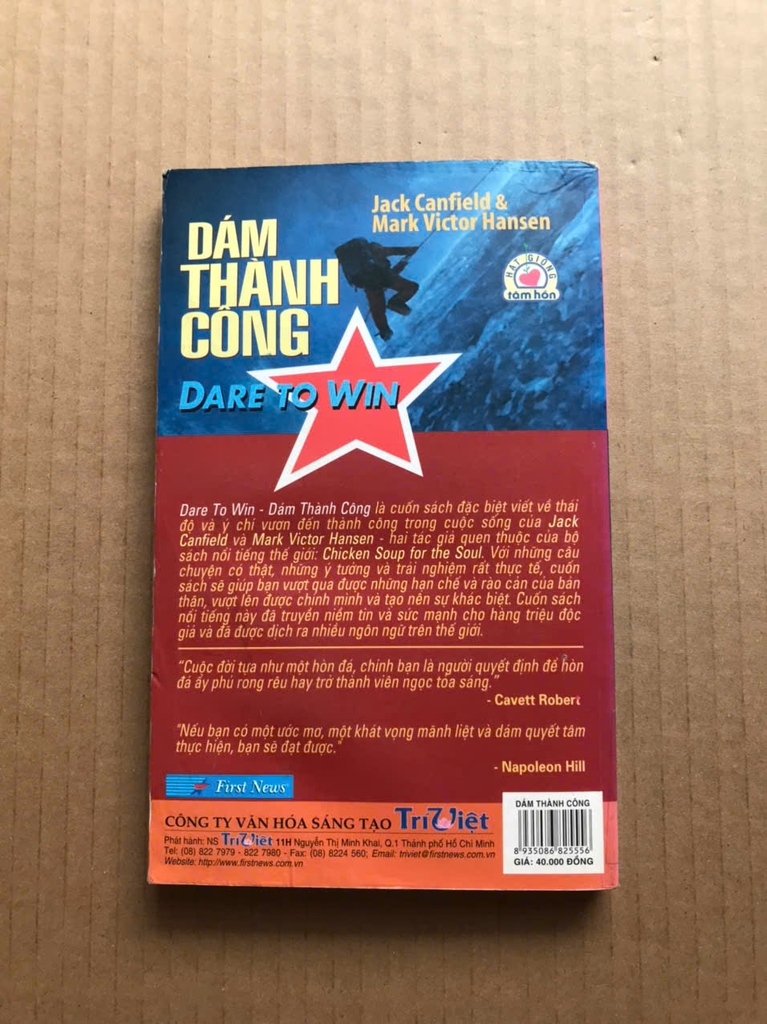 Jack Canfield &
Mark Victor Hansen
DÁM
THÀNH
CÔNG
HẠT GIỐNG
tâm hồn
DARE TO WIN
Dare To Win - Dám Thành Công là cuốn sách đặc biệt viết về thái
độ và ý chí vươn đến thành công trong cuộc sống của Jack
Canfield và Mark Victor Hansen - hai tác giả quen thuộc của bộ
sách nổi tiếng thế giới: Chicken Soup for the Soul. Với những câu
chuyện có thật, những ý tưởng và trải nghiệm rất thực tế, cuốn
sách sẽ giúp bạn vượt qua được những hạn chế và rào cản của bản
thân, vượt lên được chính mình và tạo nên sự khác biệt. Cuốn sách
nổi tiếng này đã truyền niềm tin và sức mạnh cho hàng triệu độc
giả và đã được dịch ra nhiều ngôn ngữ trên thế giới.
"Cuộc đời tựa như một hòn đá, chính bạn là người quyết định để hòn
đá ấy phủ rong rêu hay trở thành viên ngọc tỏa sáng."
- Cavett Robert
"Nếu bạn có một ước mơ, một khát vọng mãnh liệt và dám quyết tâm
thực hiện, bạn sẽ đạt được."
- Napoleon Hill
First News
CÔNG TY VĂN HÓA SÁNG TẠO Trí Việt
Phát hành: NS Trí Việt 11H Nguyễn Thị Minh Khai, Q.1 Thành phố Hồ Chí Minh
Tel: (08) 822 7979 - 822 7980 - Fax: (08) 8224 560; Email: triviet@firstnews.com.vn
Website: http://www.firstnews.com.vn
DÁM THÀNH CÔNG
8 935086 825556
GIÁ: 40.000 ĐỒNG